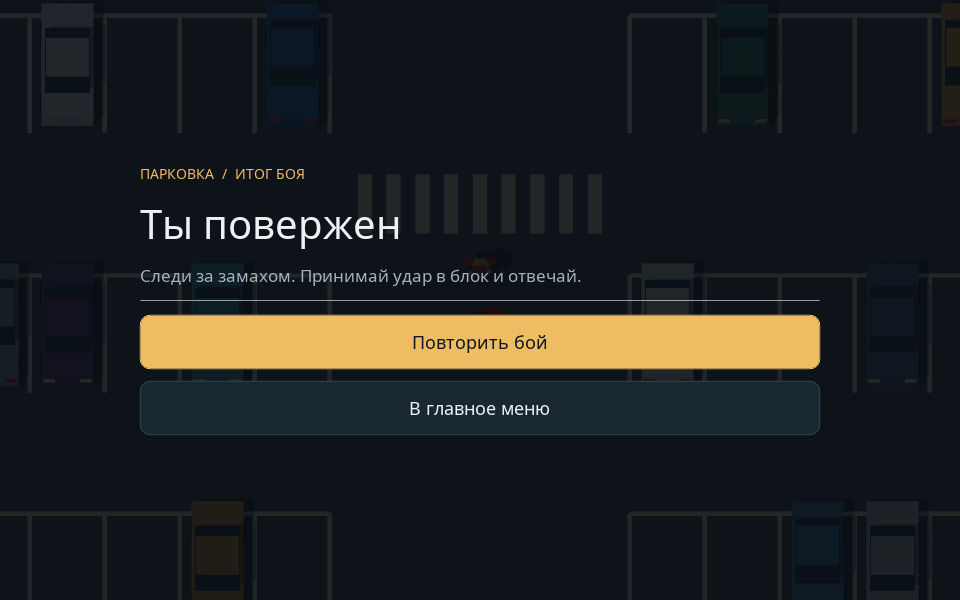 ПАРКОВКА / ИТОГ БОЯ
Ты повержен
Следи за замахом. Принимай удар в блок и отвечай.
Повторить бой
В главное меню